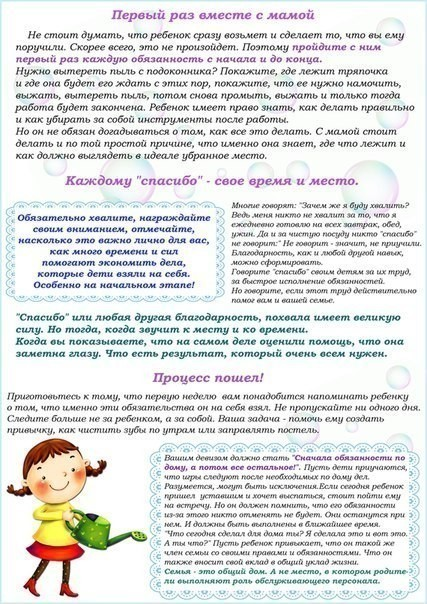 Первый раз вместе с мамой
Не стоит думать, что ребенок сразу возьмет и сделает то, что вы ему
поручили. Скорее всего, это не произойдет. Поэтому пройдите с ним
первый раз каждую обязанность с начала и до конца.
Нужно вытереть пыль с подоконника? Покажите, где лежит тряпочка
и где она будет его ждать с этих пор, покажите, что ее нужно намочить,
выжать, вытереть пыль, потом снова промыть, выжать и только тогда
работа будет закончена. Ребенок имеет право знать, как делать правильно
и как убирать за собой инструменты после работы.
Но он не обязан догадываться о том, как все это делать. С мамой стоит
делать и по той простой причине, что именно она знает, где что лежит и
как должно выглядеть в идеале убранное место.
Каждому "спасибо" - свое время и место.
Обязательно хвалите, награждайте
своим вниманием, отмечайте,
насколько это важно лично для вас,
как много времени и сил
помогают экономить дела,
которые дети взяли на себя.
Особенно на начальном этапе!
Многие говорят: "Зачем же я буду хвалить?
Ведь меня никто не хвалит за то, что я
ежедневно готовлю на всех завтрак, обед,
ужин. Да и за чистую посуду никто "спасибо"
не говорит:" Не говорит - значит, не приучили.
Благодарность, как и любой другой навык,
можно сформировать.
Говорите "спасибо" своим детям за их труд,
за быстрое исполнение обязанностей.
Но говорите, если этот труд действительно
помог вам и вашей семье.
"Спасибо" или любая другая благодарность, похвала имеет великую
силу. Но тогда, когда звучит к месту и ко времени.
Когда вы показываете, что на самом деле оценили помощь, что она
заметна глазу. Что есть результат, который очень всем нужен.
Процесс пошел!
Приготовьтесь к тому, что первую неделю вам понадобится напоминать ребенку
о том, что именно эти обязательства он на себя взял. Не пропускайте ни одного дня.
Следите больше не за ребенком, а за собой. Ваша задача - помочь ему создать
привычку, как чистить зубы по утрам или заправлять постель.
Вашим девизом должно стать "Сначала обязанности по
дому, а потом все остальное!". Пусть дети приучаются,
что игры следуют после необходимых по дому дел.
Разумеется, могут быть исключения.Если сегодня ребенок
пришел уставшим и хочет выспаться, стоит пойти ему
на встречу. Но он должен помнить, что его обязанности
из-за этого никто отменять не будет. Они останутся при
нем. И должны быть выполнены в ближайшее время.
"Что сегодня сделал для дома ты? Я сделала это и вот это.
А ты что?" Пусть ребенок привыкает, что он такой же
член семьи со своими правами и обязанностями. Что он
также вносит свой вклад в общий уклад жизни.
Семья - это общий дом. А не место, в котором родите-
ли выполняют роль обслуживающего персонала.